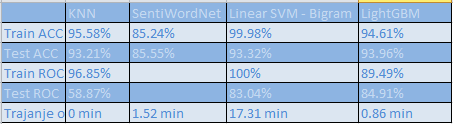 KNN SentiWordNet Linear SVM - Bigram LightGBM
Train ACC 95.58% 85.24% 99.98% 94.61%
Test ACC 93.21% 85.55% 93.32% 93.96%
Train ROC 96.85% 100% 89.49%
Test ROC 58.87% 83.04% 84.91%
Trajanje o 0 min 1.52 min 17.31 min 0.86 min